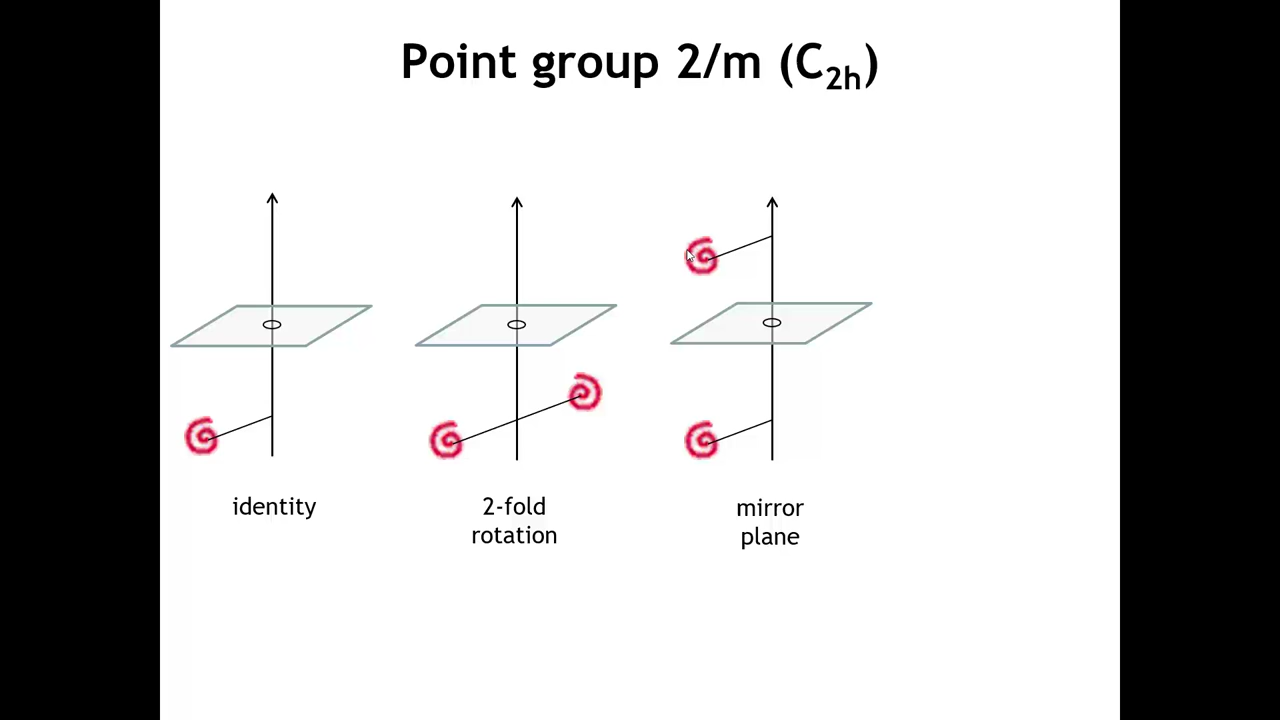 Point group 2/m (C₂ₕ)
identity
2-fold
rotation
mirror
plane